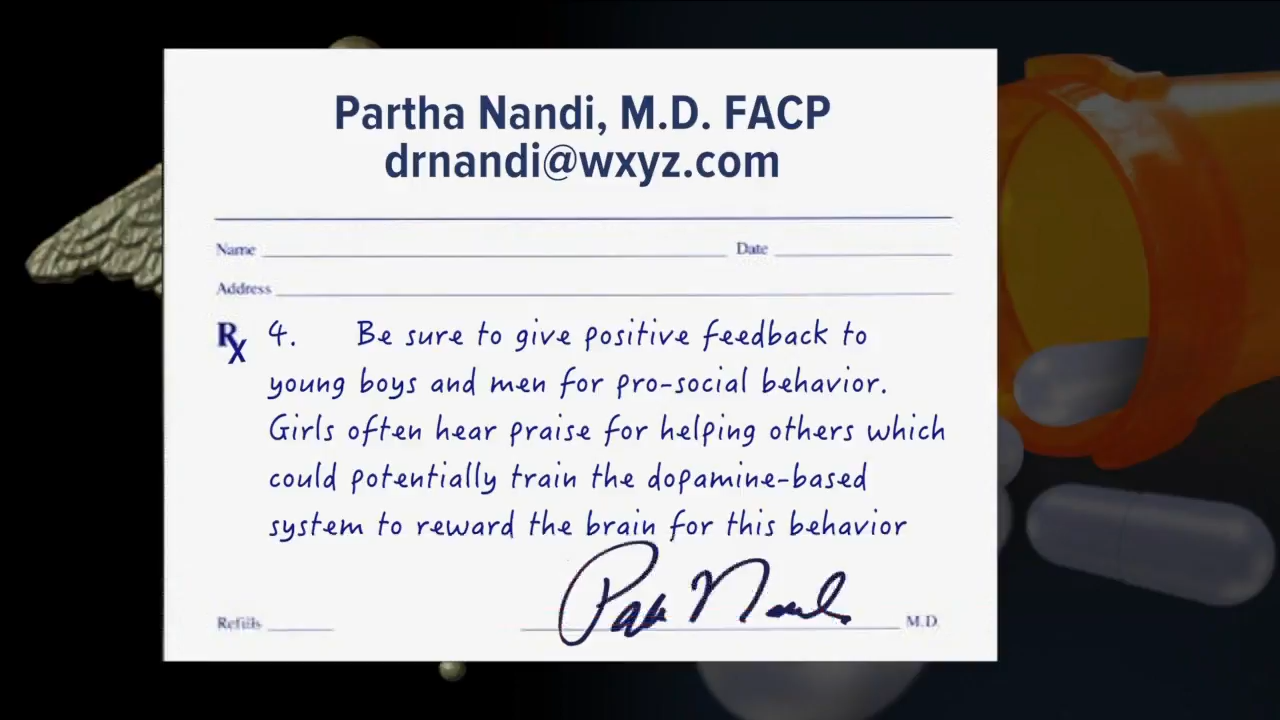 Partha Nandi, M.D. FACP
drnandi@wxyz.com
Name Date
Address
Rx 4. Be sure to give positive feedback to
young boys and men for pro-social behavior.
Girls often hear praise for helping others which
could potentially train the dopamine-based
system to reward the brain for this behavior
Refills M.D.